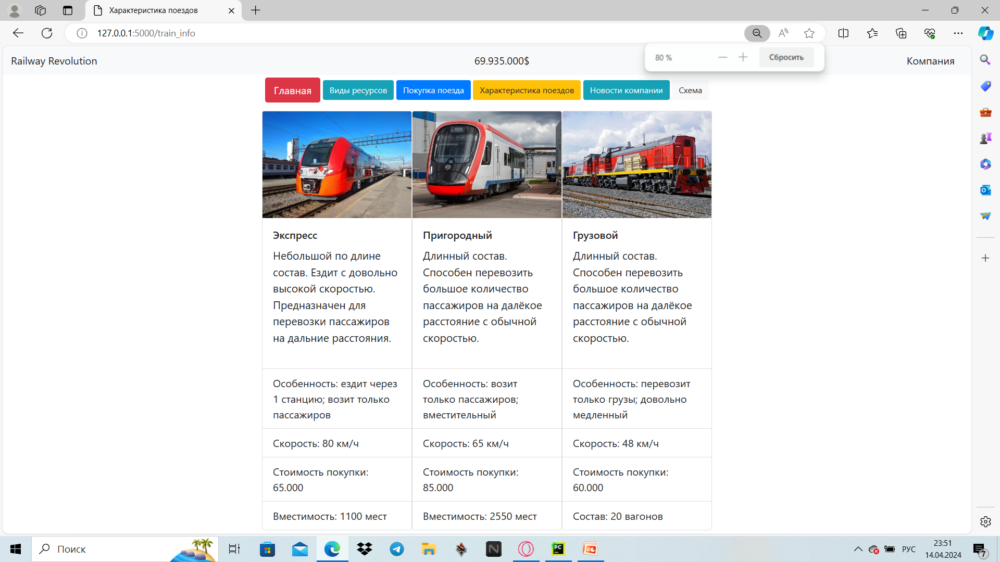 Характеристика поездов
127.0.0.1:5000/train_info
80 %
Сбросить
Railway Revolution
69.935.000$
Компания
Главная
Виды ресурсов
Покупка поезда
Характеристика поездов
Новости компании
Схема
Экспресс
Небольшой по длине
состав. Ездит с довольно
высокой скоростью.
Предназначен для
перевозки пассажиров
на дальние расстояния.
Особенность: ездит через
1 станцию; возит только
пассажиров
Скорость: 80 км/ч
Стоимость покупки:
65.000
Вместимость: 1100 мест
Пригородный
Длинный состав.
Способен перевозить
большое количество
пассажиров на далёкое
расстояние с обычной
скоростью.
Особенность: возит
только пассажиров;
вместительный
Скорость: 65 км/ч
Стоимость покупки:
85.000
Вместимость: 2550 мест
Грузовой
Длинный состав.
Способен перевозить
большое количество
пассажиров на далёкое
расстояние с обычной
скоростью.
Особенность: перевозит
только грузы; довольно
медленный
Скорость: 48 км/ч
Стоимость покупки:
60.000
Состав: 20 вагонов
Поиск
PC
РУС
23:51
14.04.2024
7